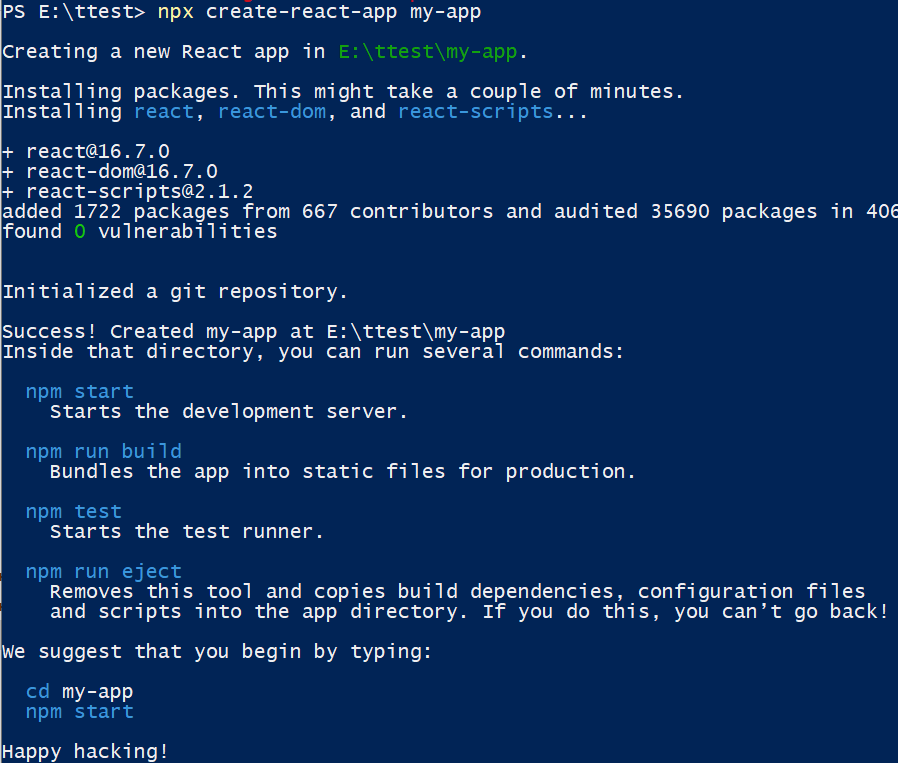 PS E:\ttest> npx create-react-app my-app
Creating a new React app in E:\ttest\my-app.
Installing packages. This might take a couple of minutes.
Installing react, react-dom, and react-scripts...
+ react@16.7.0
+ react-dom@16.7.0
+ react-scripts@2.1.2
added 1722 packages from 667 contributors and audited 35690 packages in 406
found 0 vulnerabilities
Initialized a git repository.
Success! Created my-app at E:\ttest\my-app
Inside that directory, you can run several commands:
npm start
Starts the development server.
npm run build
Bundles the app into static files for production.
npm test
Starts the test runner.
npm run eject
Removes this tool and copies build dependencies, configuration files
and scripts into the app directory. If you do this, you can’t go back!
We suggest that you begin by typing:
cd my-app
npm start
Happy hacking!